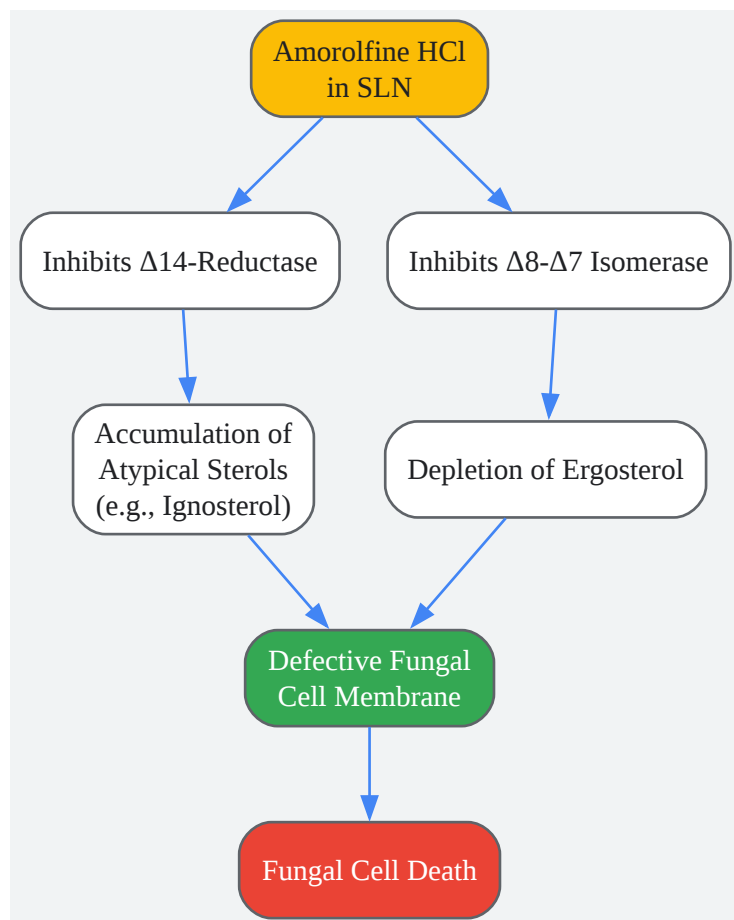 Amorolfine HCl
in SLN
Inhibits Δ14-Reductase
Inhibits Δ8-Δ7 Isomerase
Accumulation of
Atypical Sterols
(e.g., Ignosterol)
Depletion of Ergosterol
Defective Fungal
Cell Membrane
Fungal Cell Death